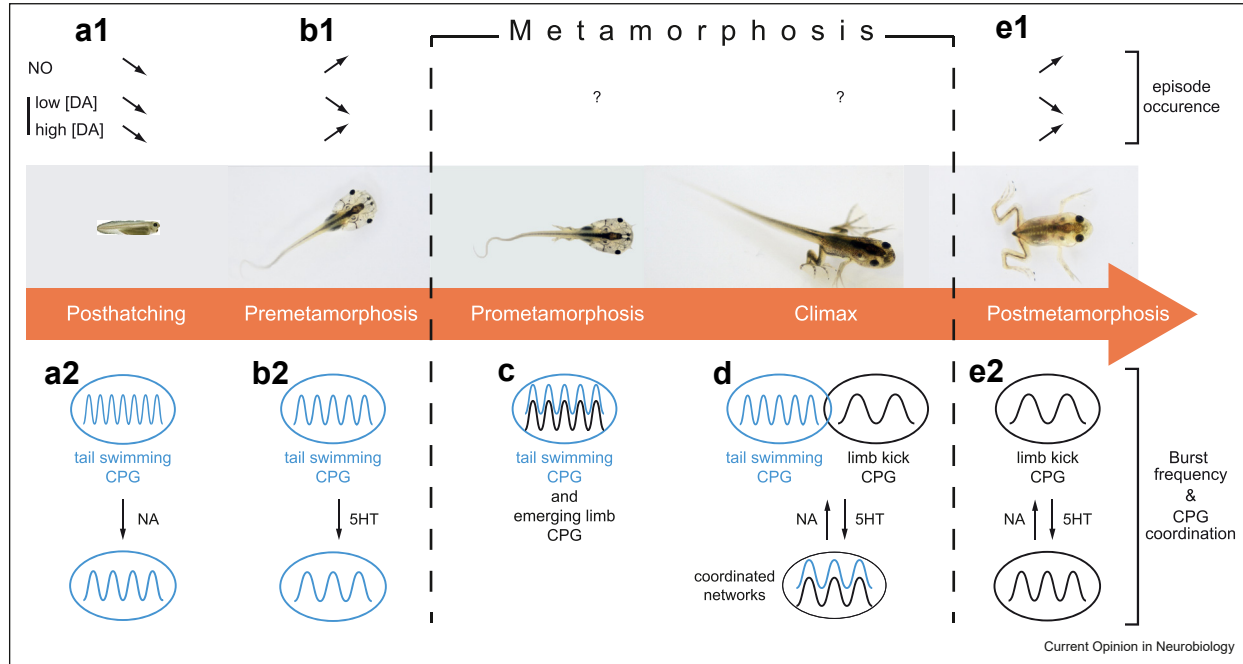 a1
b1
Metamorphosis
e1
NO
low [DA]
high [DA]
?
?
episode
occurence
Posthatching
Premetamorphosis
Prometamorphosis
Climax
Postmetamorphosis
a2
b2
c
d
e2
tail swimming
CPG
NA
tail swimming
CPG
5HT
tail swimming
CPG
and
emerging limb
CPG
tail swimming
CPG
limb kick
CPG
NA
5HT
coordinated
networks
limb kick
CPG
NA
5HT
Burst
frequency
&
CPG
coordination
Current Opinion in Neurobiology